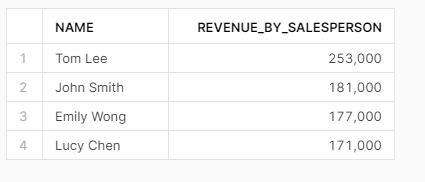 NAME REVENUE_BY_SALESPERSON
1 Tom Lee 253,000
2 John Smith 181,000
3 Emily Wong 177,000
4 Lucy Chen 171,000